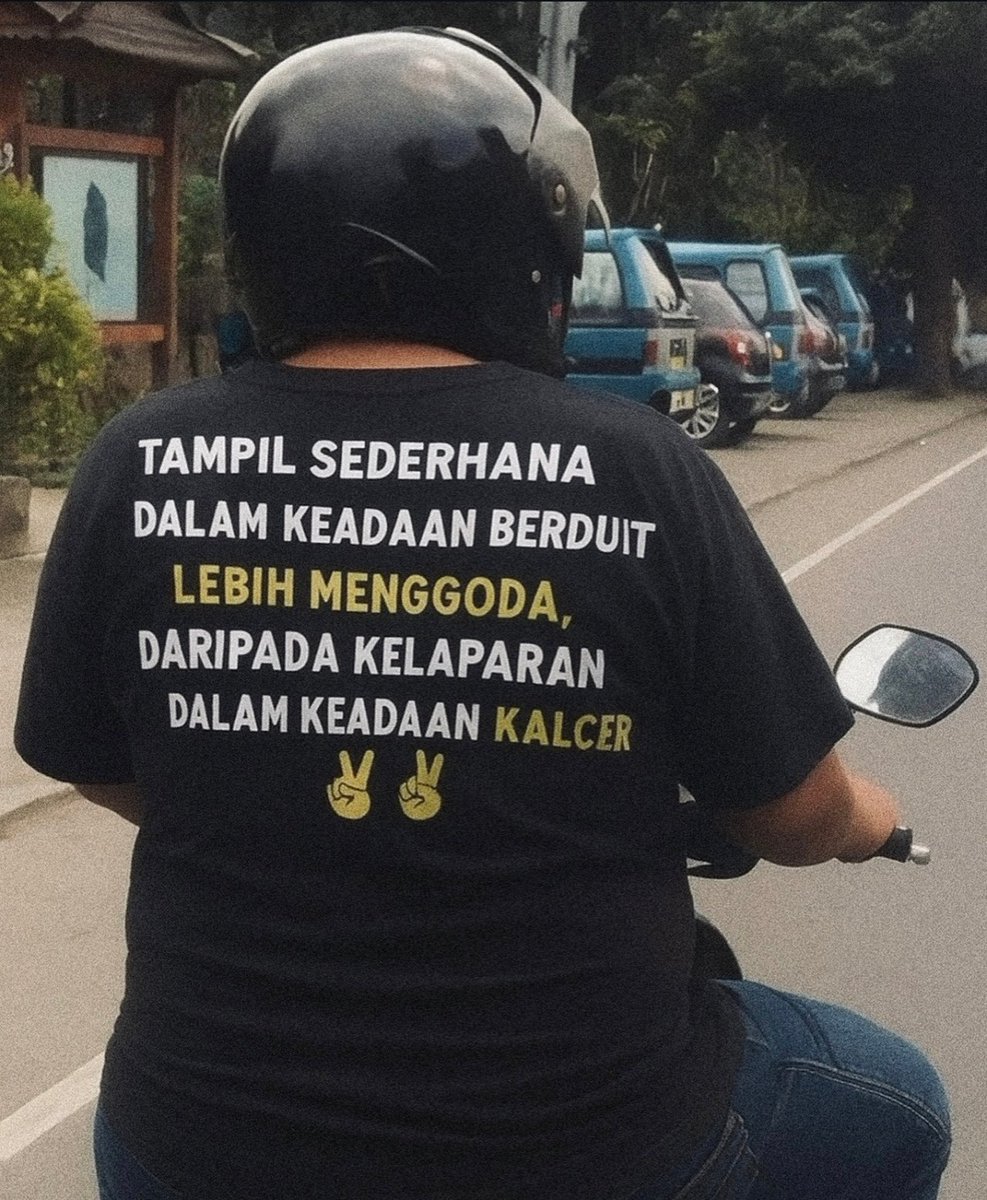 TAMPIL SEDERHANA
DALAM KEADAAN BERDUIT
LEBIH MENGGODA,
DARIPADA KELAPARAN
DALAM KEADAAN KALCER